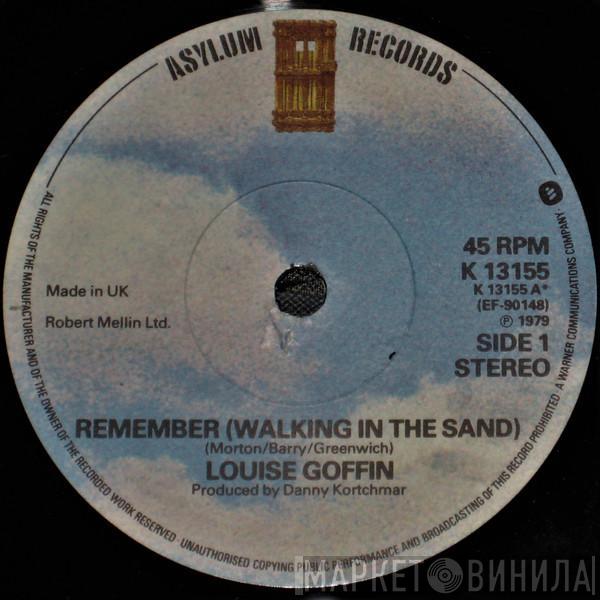 ASYLUM RECORDS
45 RPM
K 13155
K 13155 A*
(EF-90148)
℗ 1979
SIDE 1
STEREO
Made in UK
Robert Mellin Ltd.
REMEMBER (WALKING IN THE SAND)
(Morton/Barry/Greenwich)
LOUISE GOFFIN
Produced by Danny Kortchmar
ALL RIGHTS OF THE MANUFACTURER AND OF THE OWNER OF THE RECORDED WORK RESERVED · UNAUTHORISED COPYING PUBLIC PERFORMANCE AND BROADCASTING OF THIS RECORD PROHIBITED · A WARNER COMMUNICATIONS COMPANY ·
МАРКЕТ ВИНИЛА